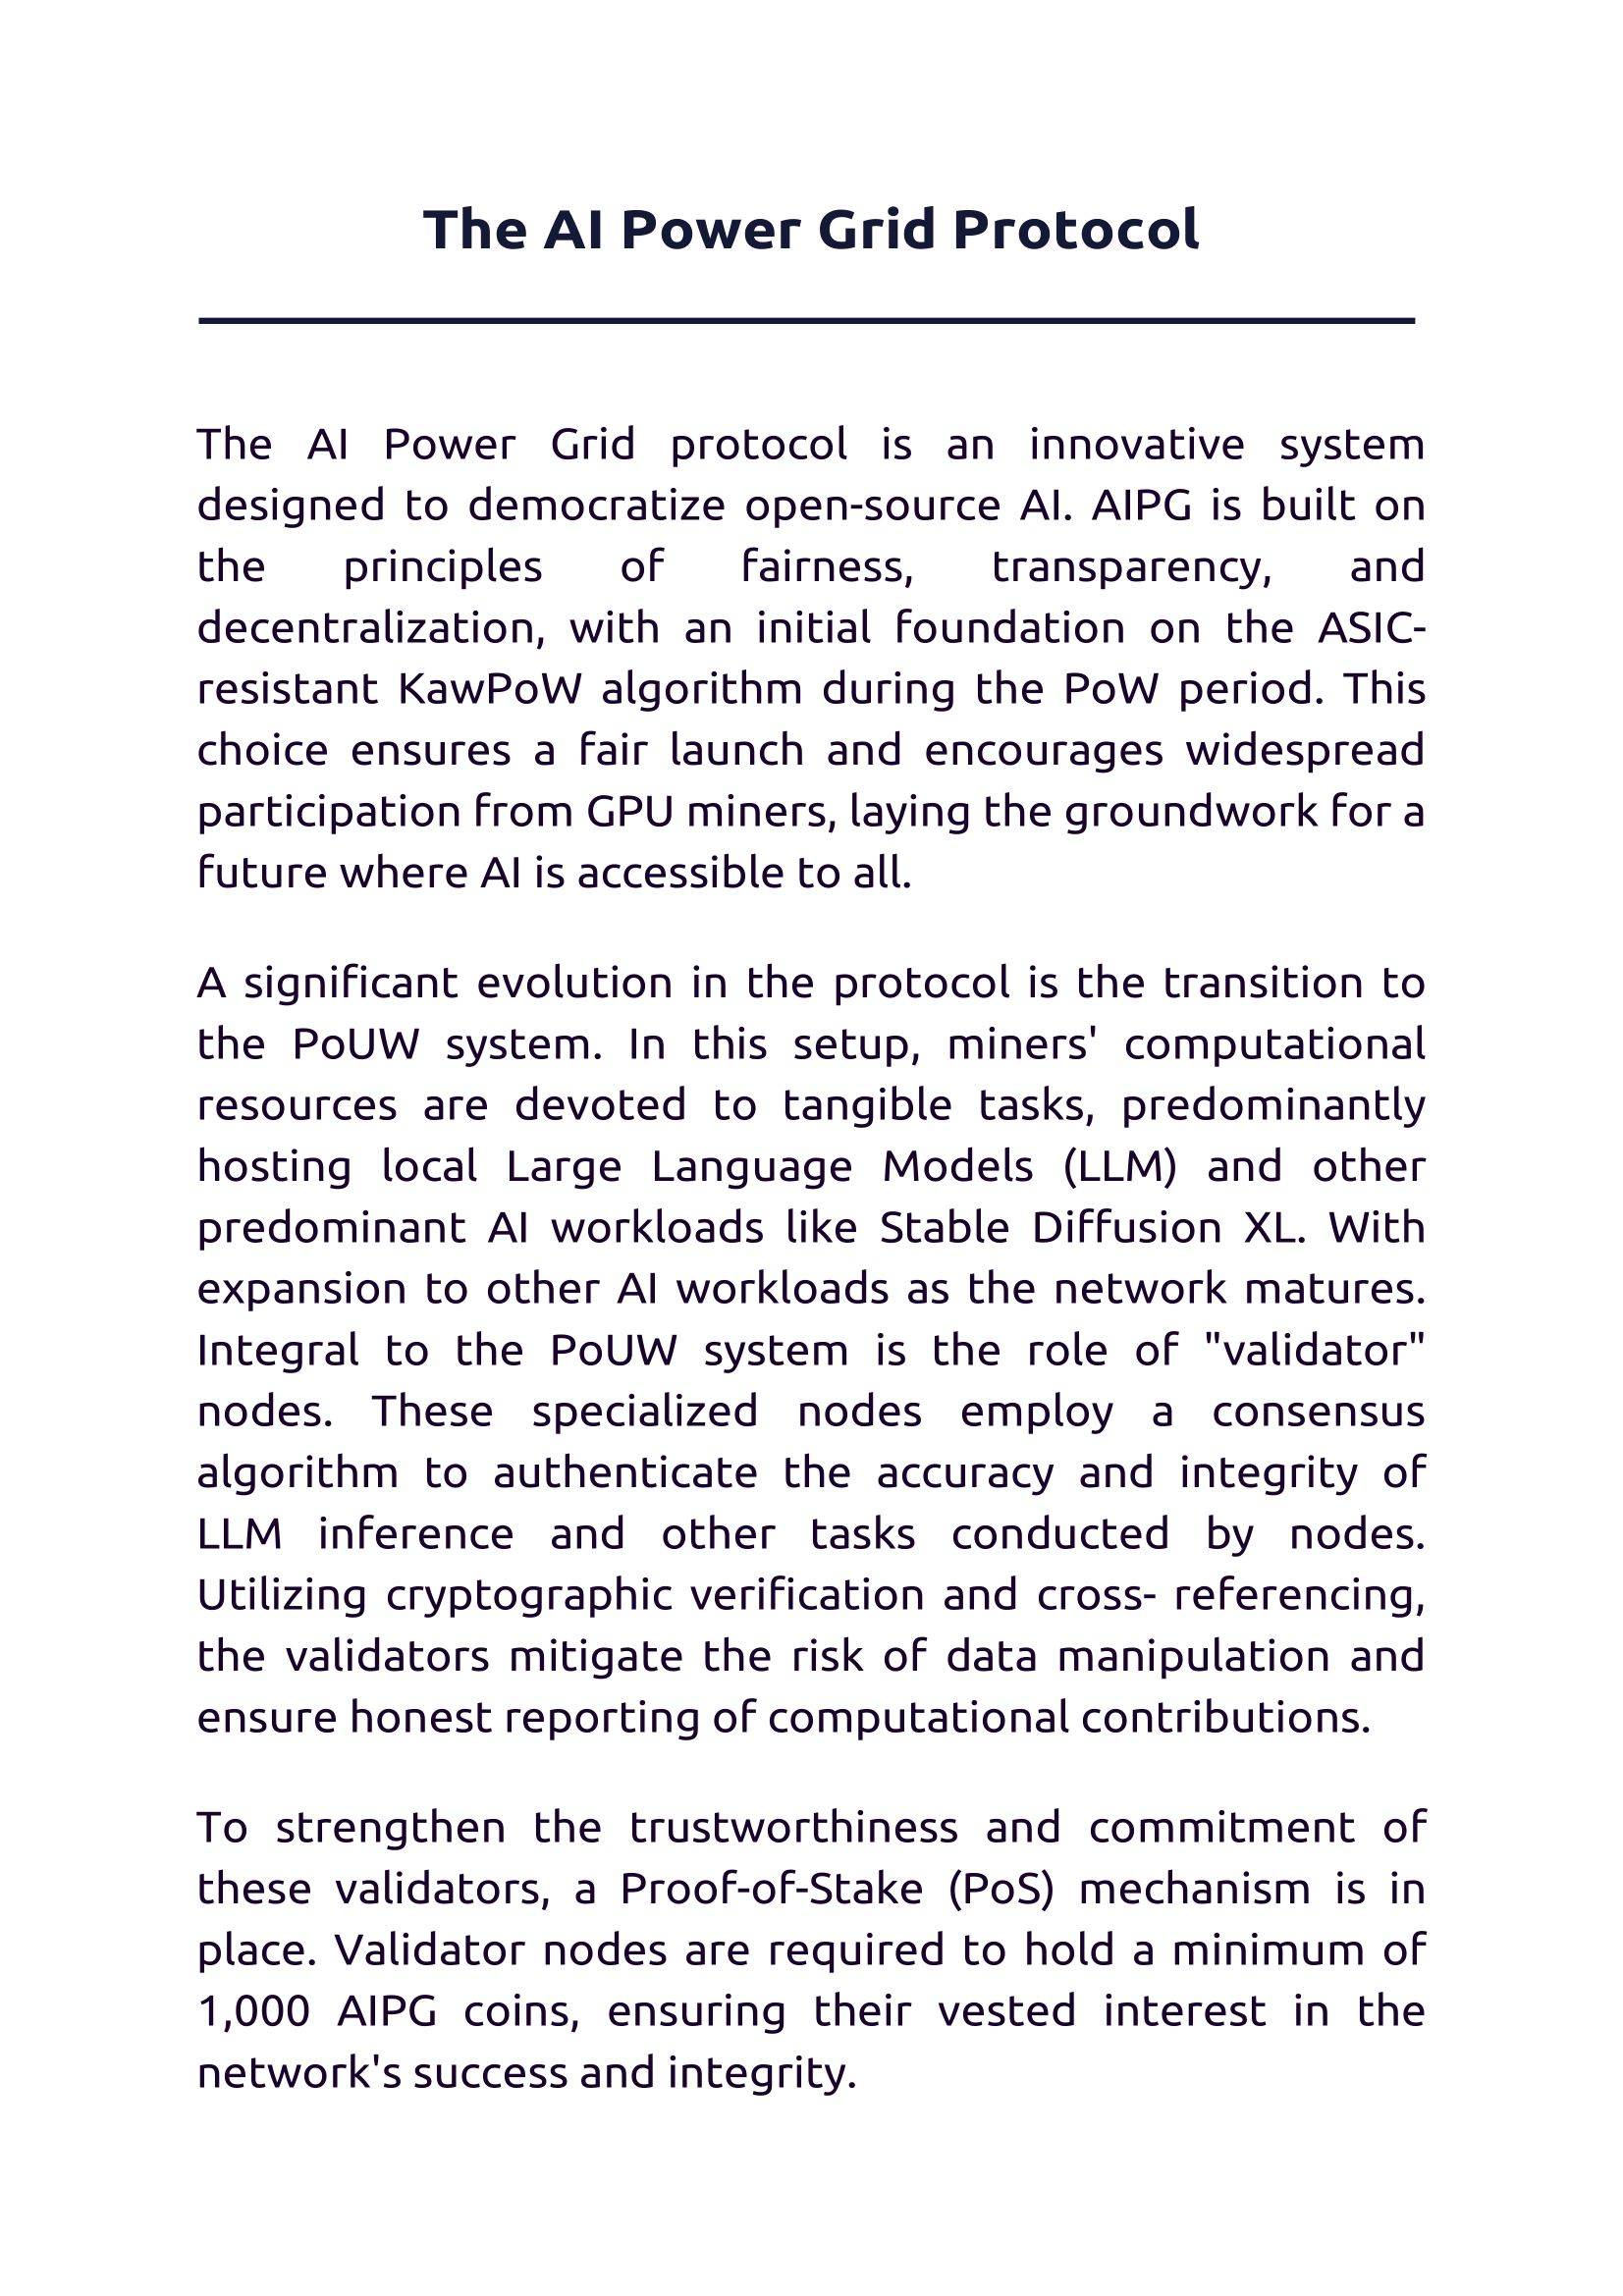 The AI Power Grid Protocol
The AI Power Grid protocol is an innovative system
designed to democratize open-source AI. AIPG is built on
the principles of fairness, transparency, and
decentralization, with an initial foundation on the ASIC-
resistant KawPoW algorithm during the PoW period. This
choice ensures a fair launch and encourages widespread
participation from GPU miners, laying the groundwork for a
future where AI is accessible to all.
A significant evolution in the protocol is the transition to
the PoUW system. In this setup, miners' computational
resources are devoted to tangible tasks, predominantly
hosting local Large Language Models (LLM) and other
predominant AI workloads like Stable Diffusion XL. With
expansion to other AI workloads as the network matures.
Integral to the PoUW system is the role of "validator"
nodes. These specialized nodes employ a consensus
algorithm to authenticate the accuracy and integrity of
LLM inference and other tasks conducted by nodes.
Utilizing cryptographic verification and cross- referencing,
the validators mitigate the risk of data manipulation and
ensure honest reporting of computational contributions.
To strengthen the trustworthiness and commitment of
these validators, a Proof-of-Stake (PoS) mechanism is in
place. Validator nodes are required to hold a minimum of
1,000 AIPG coins, ensuring their vested interest in the
network's success and integrity.